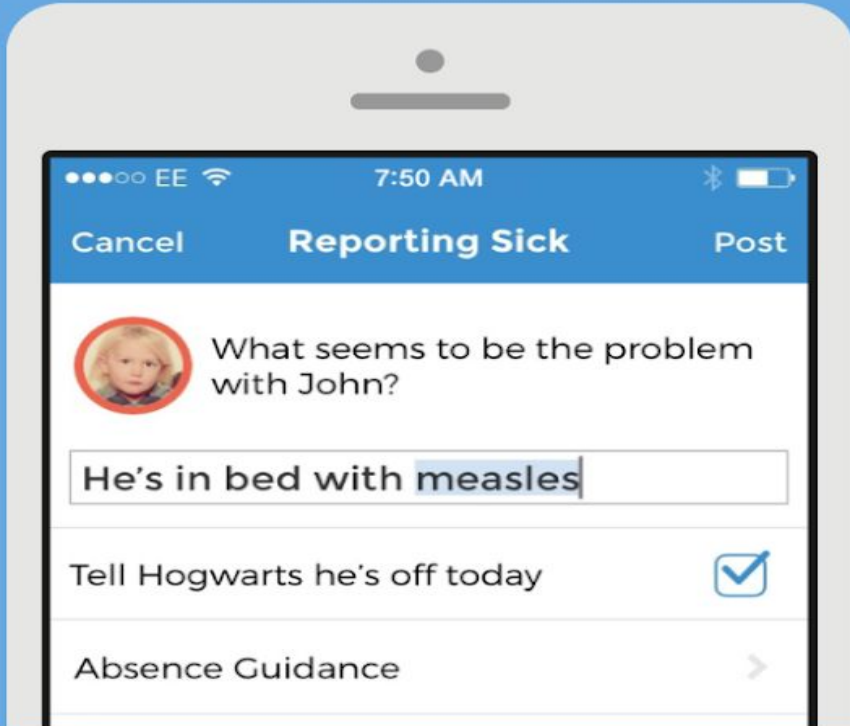 EE 7:50 AM
Cancel Reporting Sick Post
What seems to be the problem
with John?
He's in bed with measles
Tell Hogwarts he's off today
Absence Guidance